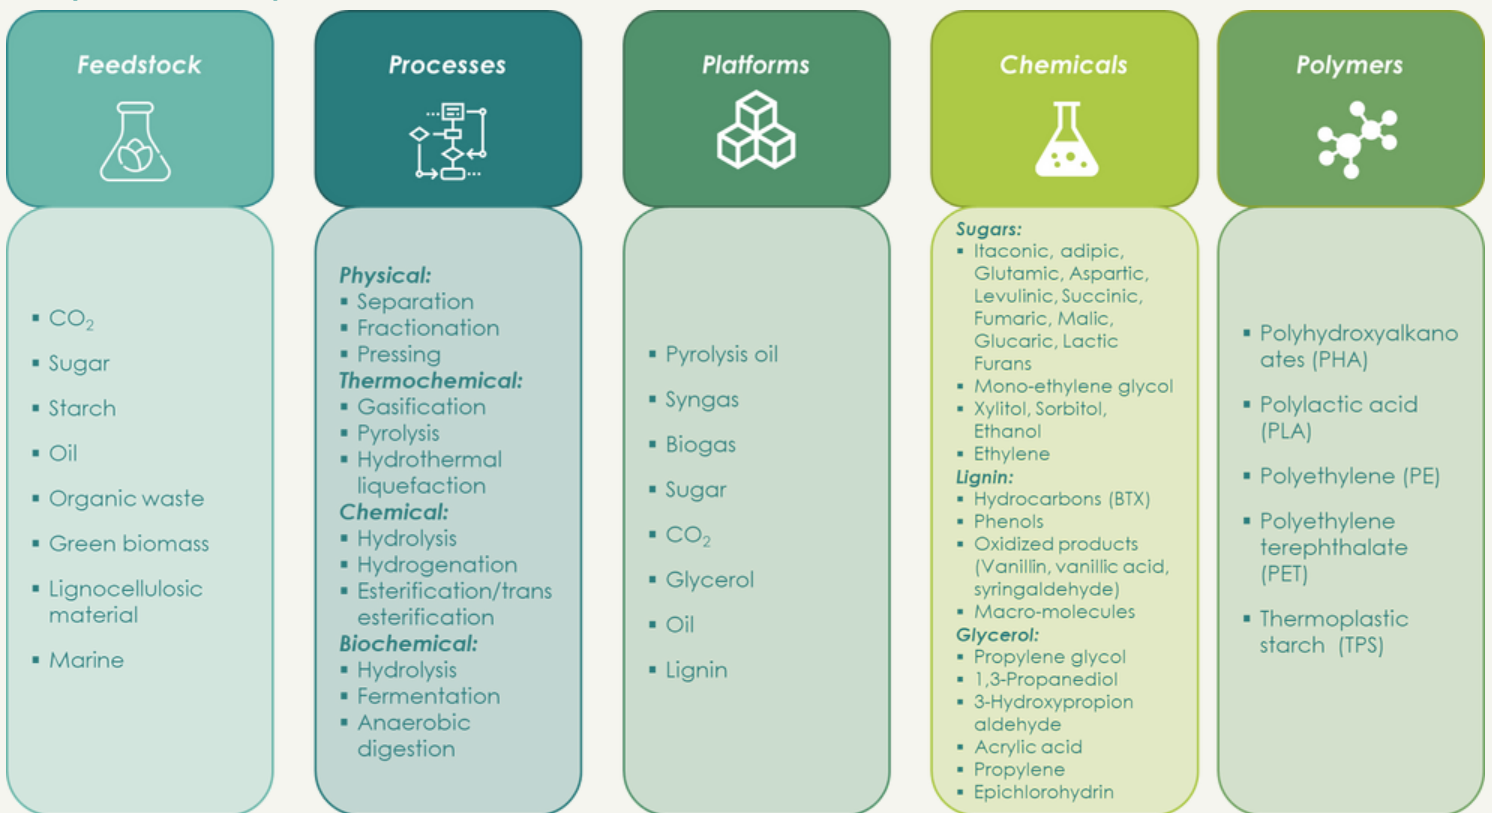 Feedstock
CO₂
Sugar
Starch
Oil
Organic waste
Green biomass
Lignocellulosic
material
Marine
Processes
Physical:
Separation
Fractionation
Pressing
Thermochemical:
Gasification
Pyrolysis
Hydrothermal
liquefaction
Chemical:
Hydrolysis
Hydrogenation
Esterification/trans
esterification
Biochemical:
Hydrolysis
Fermentation
Anaerobic
digestion
Platforms
Pyrolysis oil
Syngas
Biogas
Sugar
CO₂
Glycerol
Oil
Lignin
Chemicals
Sugars:
Itaconic, adipic,
Glutamic, Aspartic,
Levulinic, Succinic,
Fumaric, Malic,
Glucaric, Lactic
Furans
Mono-ethylene glycol
Xylitol, Sorbitol,
Ethanol
Ethylene
Lignin:
Hydrocarbons (BTX)
Phenols
Oxidized products
(Vanillin, vanillic acid,
syringaldehyde)
Macro-molecules
Glycerol:
Propylene glycol
1,3-Propanediol
3-Hydroxypropion
aldehyde
Acrylic acid
Propylene
Epichlorohydrin
Polymers
Polyhydroxyalkano
ates (PHA)
Polylactic acid
(PLA)
Polyethylene (PE)
Polyethylene
terephthalate
(PET)
Thermoplastic
starch (TPS)